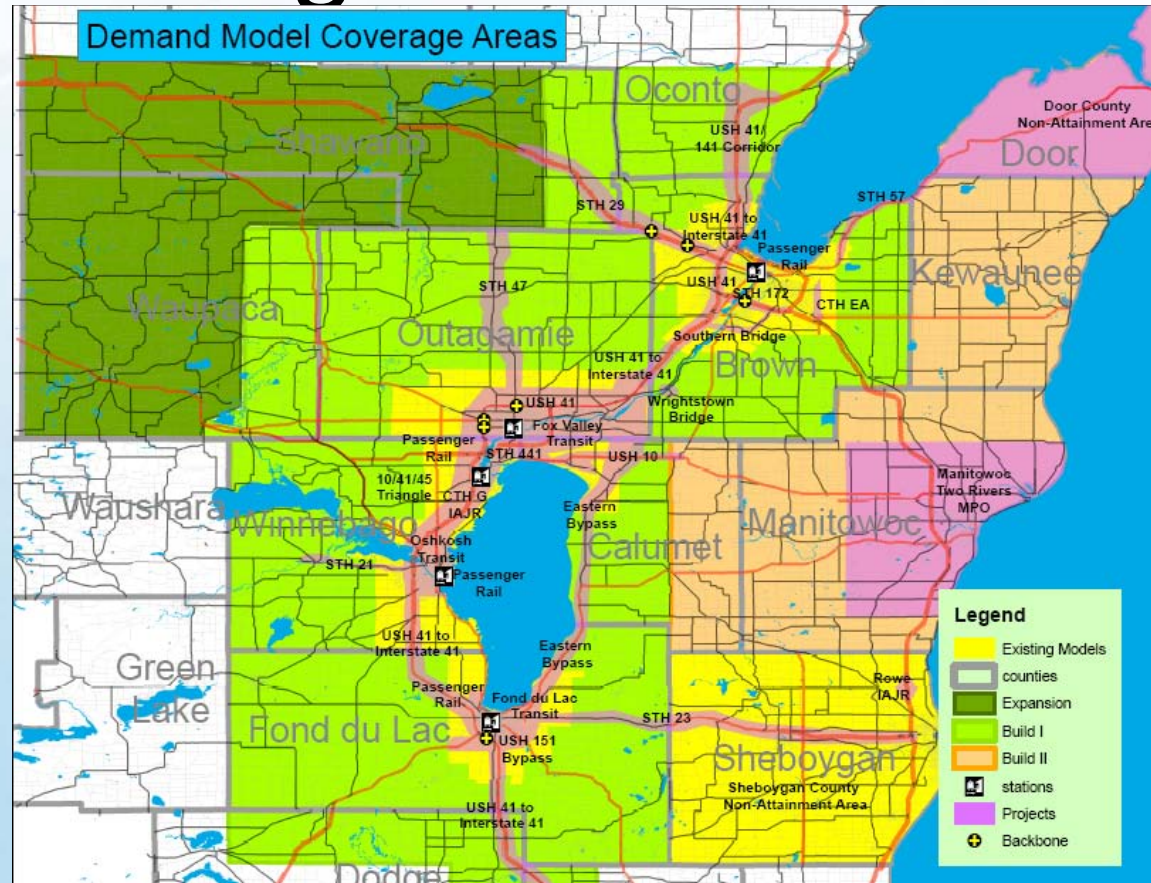 g
Demand Model Coverage Areas
Oconto
Door County
Non-Attainment Are
Door
USH 41/
141 Corridor
Shawano
STH 29
STH 57
USH 41 to
Interstate 41
Passenger
Rail
Kewaunee
USH 41
STH 172
CTH EA
STH 47
Waupaca
Outagamie
Southern Bridge
Brown
USH 41 to
Interstate 41
Wrightstown
Bridge
USH 41
Fox Valley
Transit
Passenger
Rail
STH 441
USH 10
10/41/45
Triangle
CTH G
IAJR
Manitowoc
Two Rivers
MPO
Waushara
Winnebago
Eastern
Bypass
Manitowoc
Calumet
Oshkosh
Transit
STH 21
Passenger
Rail
USH 41 to
Interstate 41
Eastern
Bypass
Green
Lake
Passenger
Rail
Fond du Lac
Transit
Rowe
IAJR
STH 23
Fond du Lac
USH 151
Bypass
Sheboygan
Sheboygan County
Non-Attainment Area
USH 41 to
Interstate 41
Dodge
Legend
Existing Models
counties
Expansion
Build I
Build II
stations
Projects
Backbone